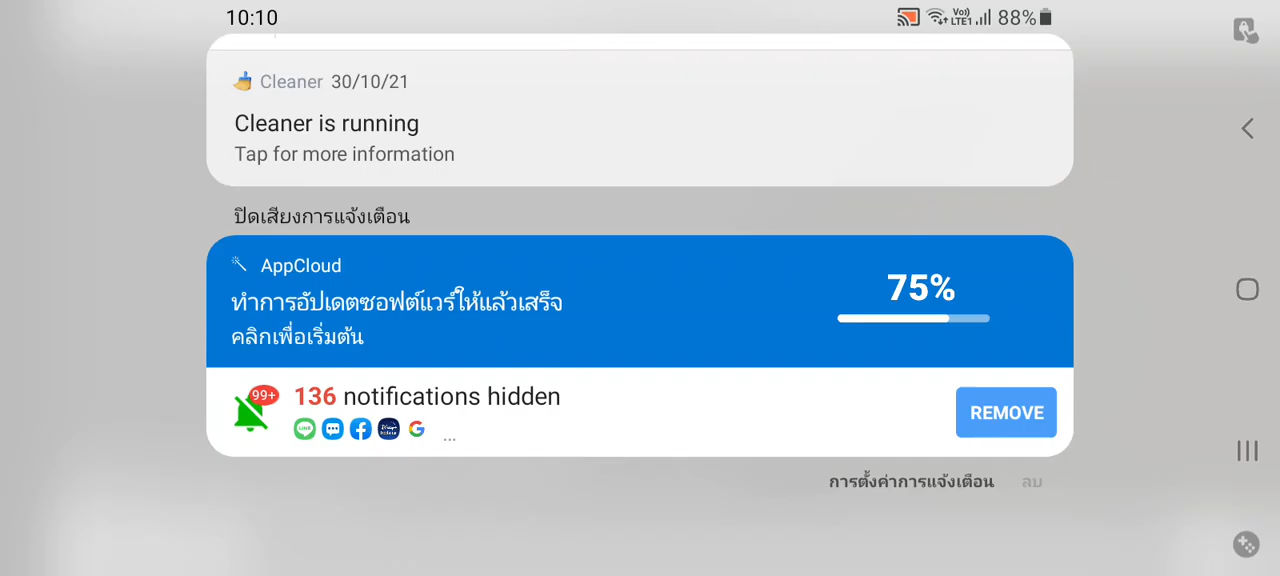 10:10
Vo))
LTE1
88%
Cleaner 30/10/21
Cleaner is running
Tap for more information
ปิดเสียงการแจ้งเตือน
AppCloud
ทำการอัปเดตซอฟต์แวร์ให้แล้วเสร็จ
คลิกเพื่อเริ่มต้น
75%
99+
136 notifications hidden
LINE
...
REMOVE
การตั้งค่าการแจ้งเตือน ลบ